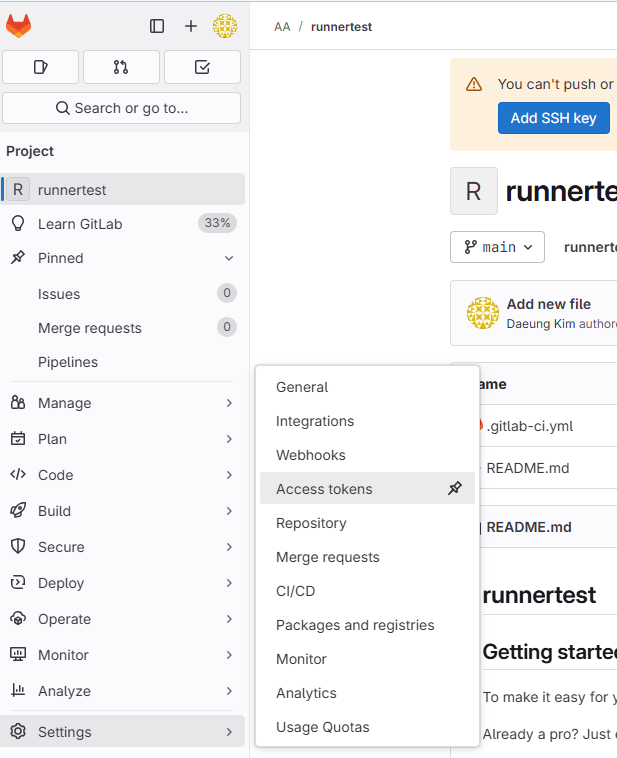 AA / runnertest
Search or go to...
Project
R runnertest
Learn GitLab 33%
Pinned
Issues 0
Merge requests 0
Pipelines
Manage
Plan
Code
Build
Secure
Deploy
Operate
Monitor
Analyze
Settings
General
Integrations
Webhooks
Access tokens
Repository
Merge requests
CI/CD
Packages and registries
Monitor
Analytics
Usage Quotas
You can't push or
Add SSH key
R runnerte
main runnerte
Add new file
Daeung Kim authore
ame
.gitlab-ci.yml
README.md
README.md
runnertest
Getting starte
To make it easy for y
Already a pro? Just e